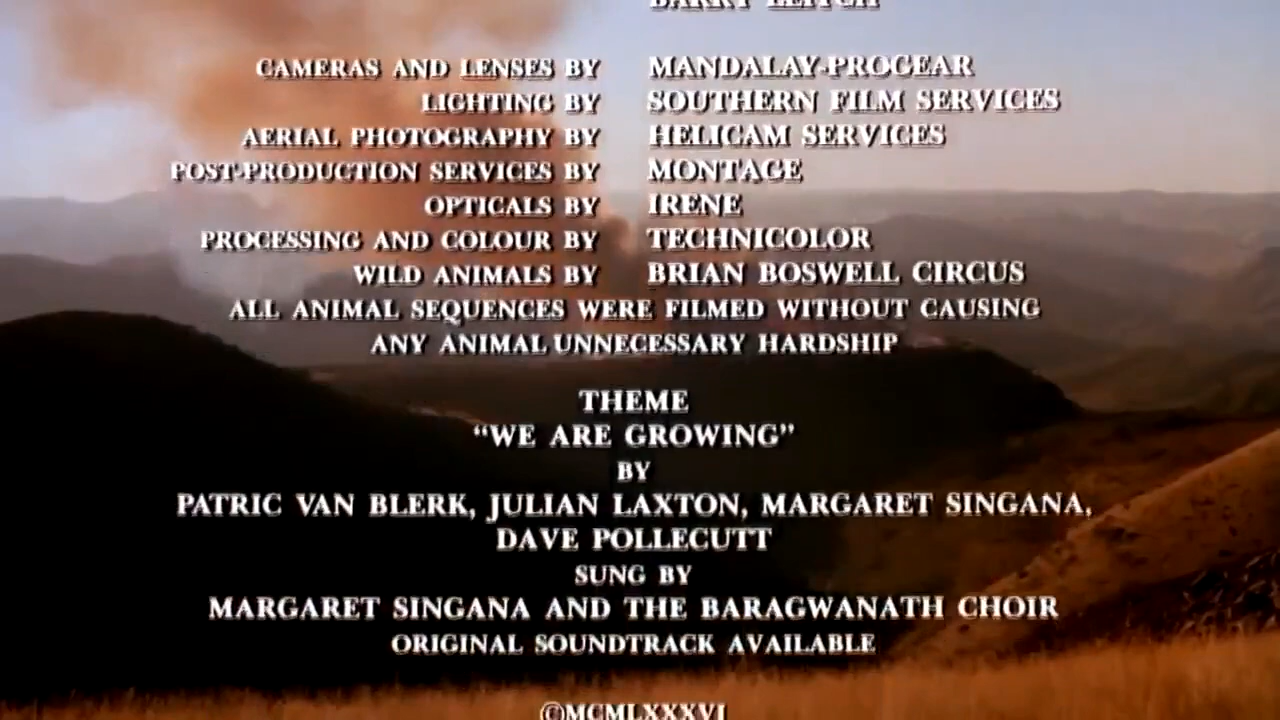 BARRY LEITCH
CAMERAS AND LENSES BY MANDALAY-PROGEAR
LIGHTING BY SOUTHERN FILM SERVICES
AERIAL PHOTOGRAPHY BY HELICAM SERVICES
POST-PRODUCTION SERVICES BY MONTAGE
OPTICALS BY IRENE
PROCESSING AND COLOUR BY TECHNICOLOR
WILD ANIMALS BY BRIAN BOSWELL CIRCUS
ALL ANIMAL SEQUENCES WERE FILMED WITHOUT CAUSING
ANY ANIMAL UNNECESSARY HARDSHIP
THEME
“WE ARE GROWING”
BY
PATRIC VAN BLERK, JULIAN LAXTON, MARGARET SINGANA,
DAVE POLLECUTT
SUNG BY
MARGARET SINGANA AND THE BARAGWANATH CHOIR
ORIGINAL SOUNDTRACK AVAILABLE
©MCMLXXXVI